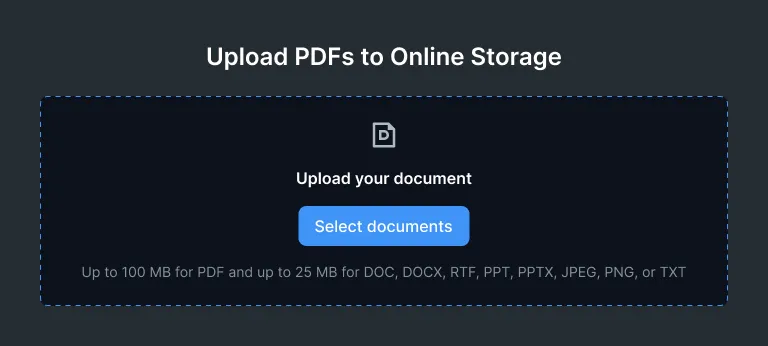 Upload PDFs to Online Storage
D
Upload your document
Select documents
Up to 100 MB for PDF and up to 25 MB for DOC, DOCX, RTF, PPT, PPTX, JPEG, PNG, or TXT